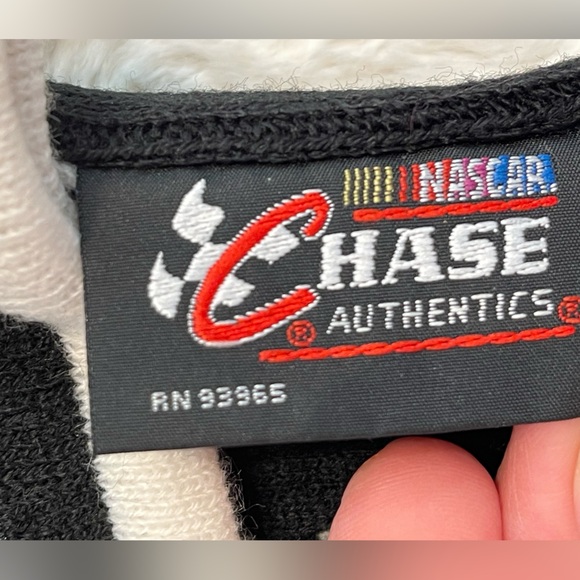 NASCAR.
CHASE
AUTHENTICS®
®
RN 93965